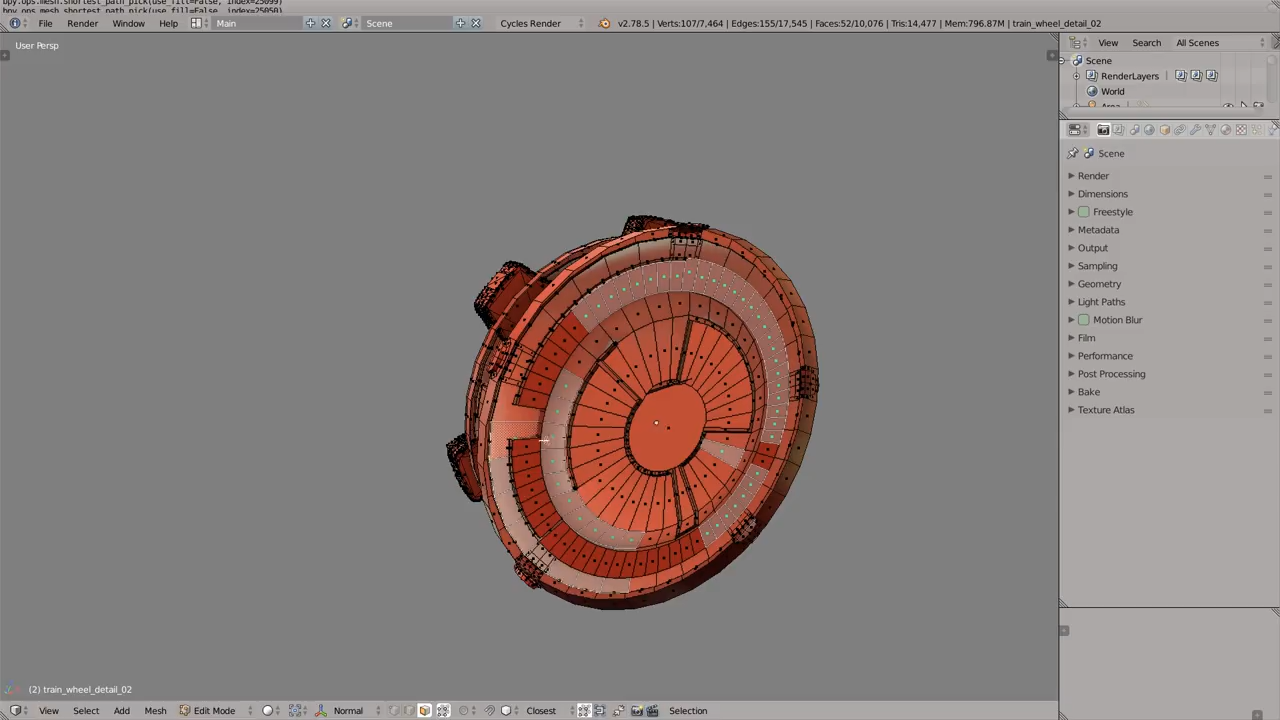 bpy.ops.mesh.shortest_path_pick(use_fill=False, index=25099)
bpy.ops.mesh.shortest_path_pick(use_fill=False, index=25058)
File Render Window Help Main Scene Cycles Render v2.78.5 | Verts:107/7,464 | Edges:155/17,545 | Faces:52/10,076 | Tris:14,477 | Mem:796.87M | train_wheel_detail_02
User Persp
View Search All Scenes
Scene
RenderLayers
World
Area
Scene
Render
Dimensions
Freestyle
Metadata
Output
Sampling
Geometry
Light Paths
Motion Blur
Film
Performance
Post Processing
Bake
Texture Atlas
(2) train_wheel_detail_02
View Select Add Mesh Edit Mode Normal Closest Selection